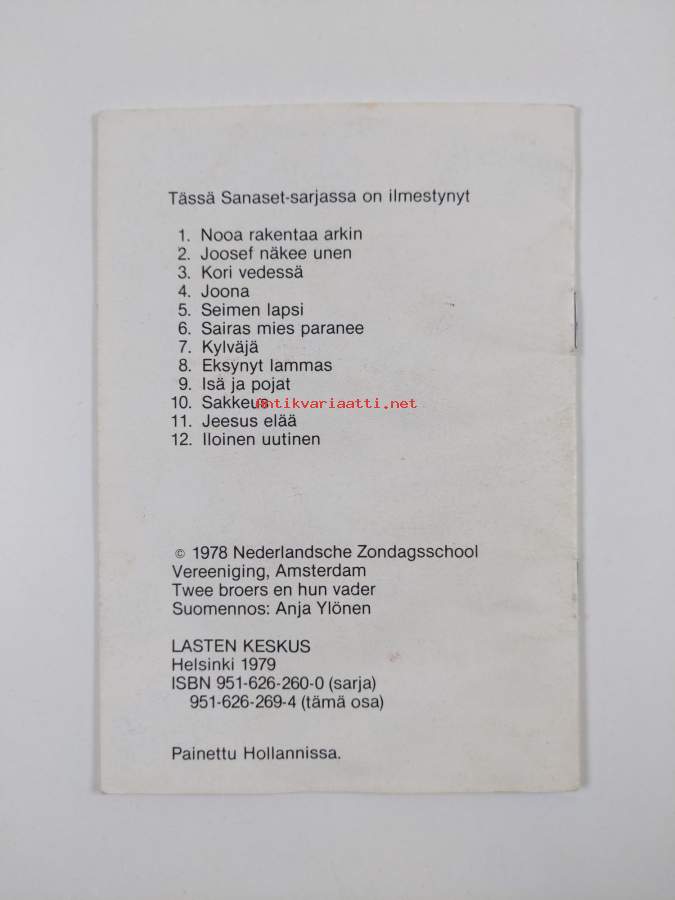 Tässä Sanaset-sarjassa on ilmestynyt
1. Nooa rakentaa arkin
2. Joosef näkee unen
3. Kori vedessä
4. Joona
5. Seimen lapsi
6. Sairas mies paranee
7. Kylväjä
8. Eksynyt lammas
9. Isä ja pojat
10. Sakkeus
antikvariaatti.net
11. Jeesus elää
12. Iloinen uutinen
© 1978 Nederlandsche Zondagsschool
Vereeniging, Amsterdam
Twee broers en hun vader
Suomennos: Anja Ylönen
LASTEN KESKUS
Helsinki 1979
ISBN 951-626-260-0 (sarja)
951-626-269-4 (tämä osa)
Painettu Hollannissa.